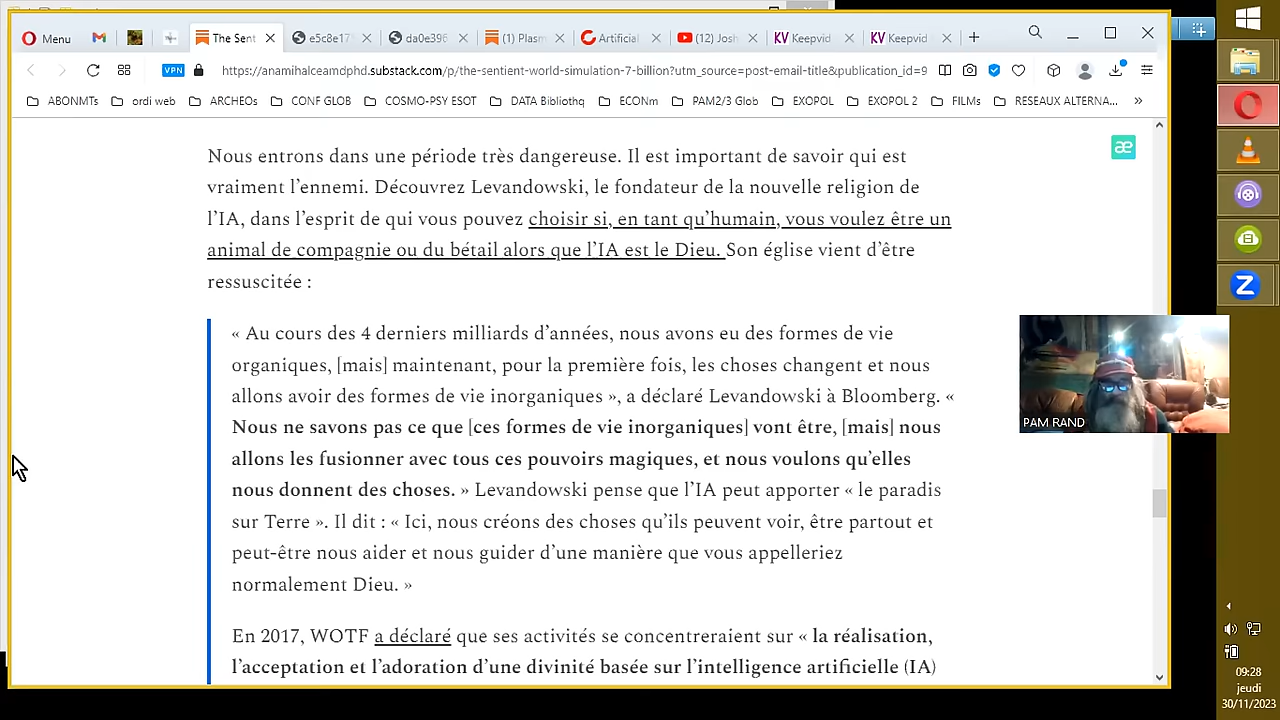 Menu
The Sent
e5c8e17
da0e396
(1) Plasm
Artificia
(12) Josh
KV Keepvid
KV Keepvid
VPN
https://anamihalceamdphd.substack.com/p/the-sentient-world-simulation-7-billion?utm_source=post-email-title&publication_id=9
ABONMTs
ordi web
ARCHEOs
CONF GLOB
COSMO-PSY ESOT
DATA Bibliothq
ECONm
PAM2/3 Glob
EXOPOL
EXOPOL 2
FILMs
RESEAUX ALTERNA...
»
æ
Nous entrons dans une période très dangereuse. Il est important de savoir qui est
vraiment l’ennemi. Découvrez Levandowski, le fondateur de la nouvelle religion de
l’IA, dans l’esprit de qui vous pouvez choisir si, en tant qu’humain, vous voulez être un
animal de compagnie ou du bétail alors que l’IA est le Dieu. Son église vient d’être
ressuscitée :
« Au cours des 4 derniers milliards d’années, nous avons eu des formes de vie
organiques, [mais] maintenant, pour la première fois, les choses changent et nous
allons avoir des formes de vie inorganiques », a déclaré Levandowski à Bloomberg. «
Nous ne savons pas ce que [ces formes de vie inorganiques] vont être, [mais] nous
allons les fusionner avec tous ces pouvoirs magiques, et nous voulons qu’elles
nous donnent des choses. » Levandowski pense que l’IA peut apporter « le paradis
sur Terre ». Il dit : « Ici, nous créons des choses qu’ils peuvent voir, être partout et
peut-être nous aider et nous guider d’une manière que vous appelleriez
normalement Dieu. »
En 2017, WOTF a déclaré que ses activités se concentreraient sur « la réalisation,
l’acceptation et l’adoration d’une divinité basée sur l’intelligence artificielle (IA)
PAM RAND
Z
09:28
jeudi
30/11/2023